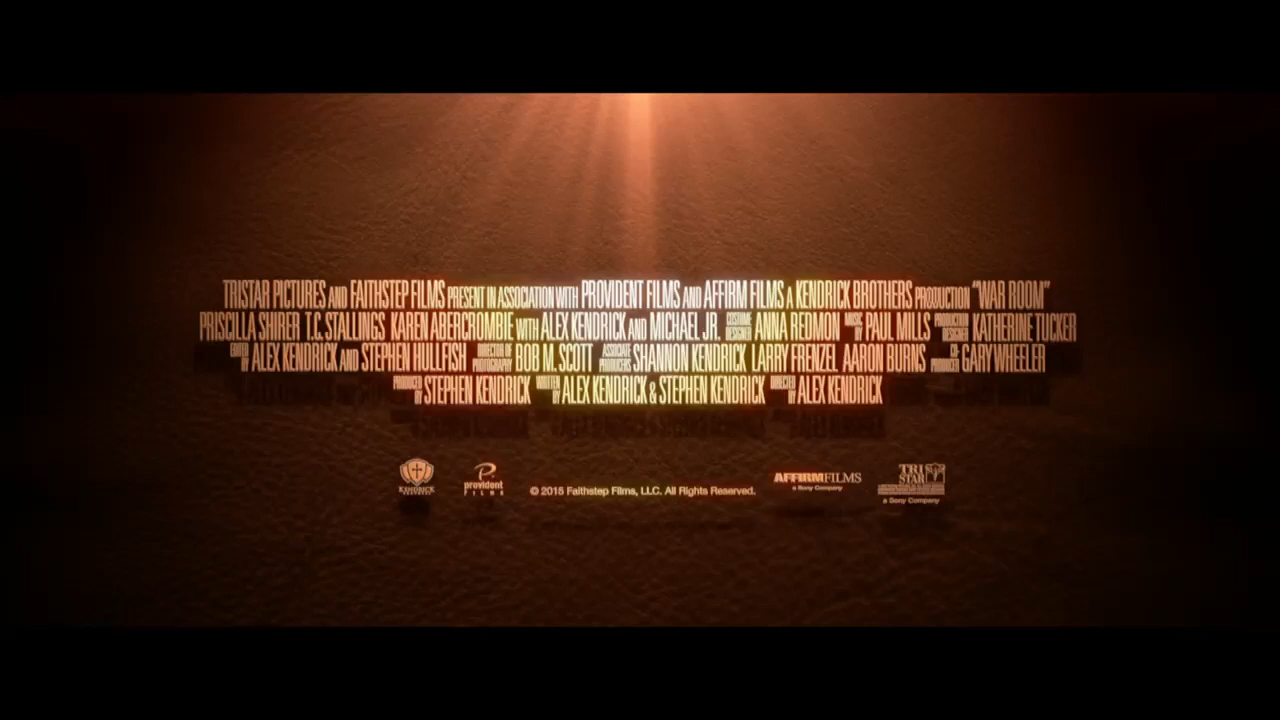 TRISTAR PICTURES AND FAITHSTEP FILMS PRESENT IN ASSOCIATION WITH PROVIDENT FILMS AND AFFIRM FILMS A KENDRICK BROTHERS PRODUCTION "WAR ROOM"
PRISCILLA SHIRER T.C. STALLINGS KAREN ABERCROMBIE WITH ALEX KENDRICK AND MICHAEL JR. COSTUME DESIGNER ANNA REDMON MUSIC BY PAUL MILLS PRODUCTION DESIGNER KATHERINE TUCKER
EDITED BY ALEX KENDRICK AND STEPHEN HULLFISH DIRECTOR OF PHOTOGRAPHY BOB M. SCOTT ASSOCIATE PRODUCERS SHANNON KENDRICK LARRY FRENZEL AARON BURNS CO-PRODUCER GARY WHEELER
PRODUCED BY STEPHEN KENDRICK WRITTEN BY ALEX KENDRICK & STEPHEN KENDRICK DIRECTED BY ALEX KENDRICK
KENDRICK
provident FILMS
© 2015 Faithstep Films, LLC. All Rights Reserved.
AFFIRMFILMS
a Sony Company
TRI STAR
a Sony Company